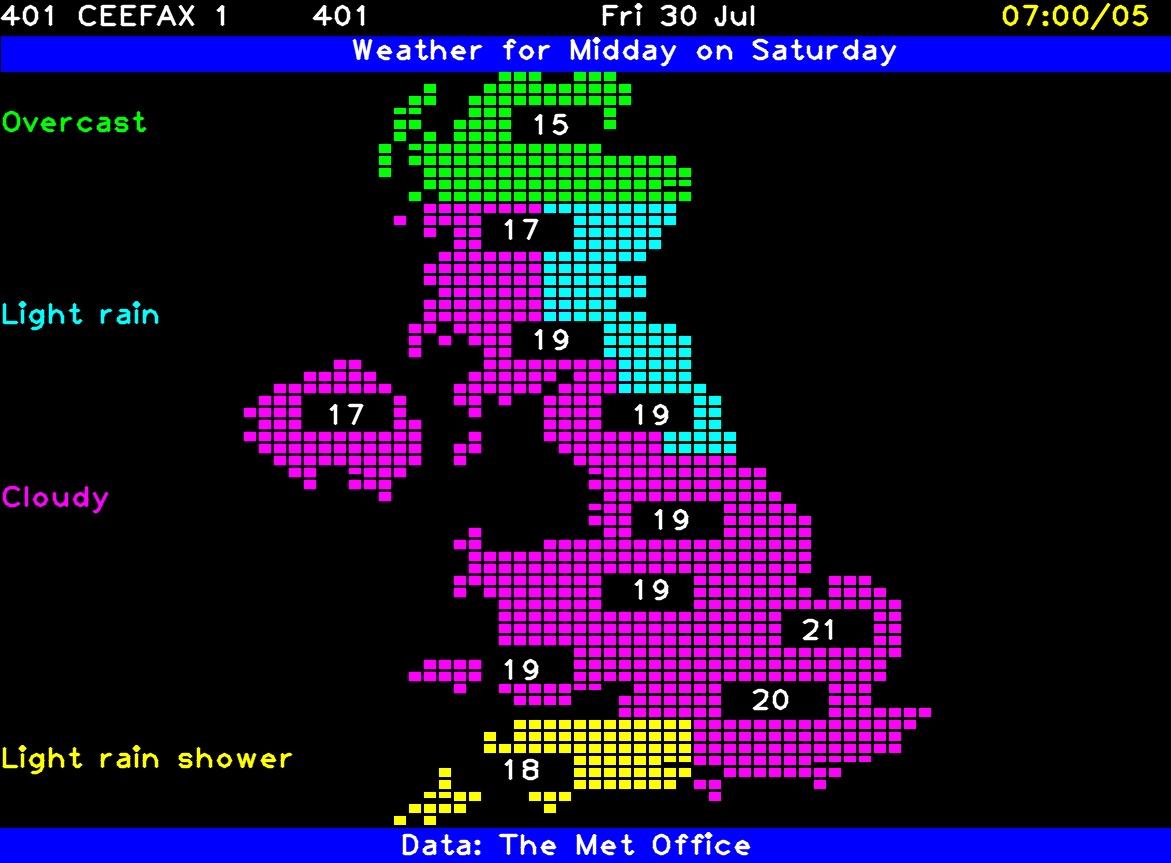 401 CEEFAX 1 401 Fri 30 Jul 07:00/05
Weather for Midday on Saturday
Overcast
15
17
Light rain
19
17
19
Cloudy
19
19
21
19
20
Light rain shower
18
Data: The Met Office